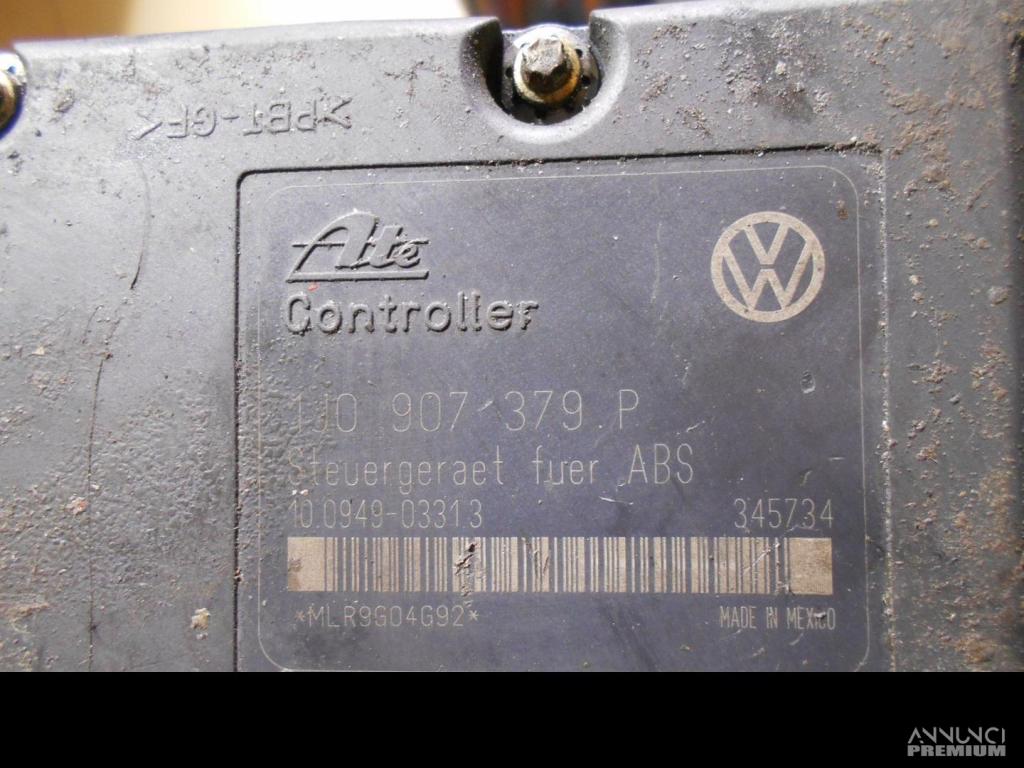 >PBT-GF<
Ate
Controller
1J0 907 379 P
Steuergeraet fuer ABS
10.0949-0331.3 345734
*MLR9G04G92*
MADE IN MEXICO
ANNUNCI
PREMIUM